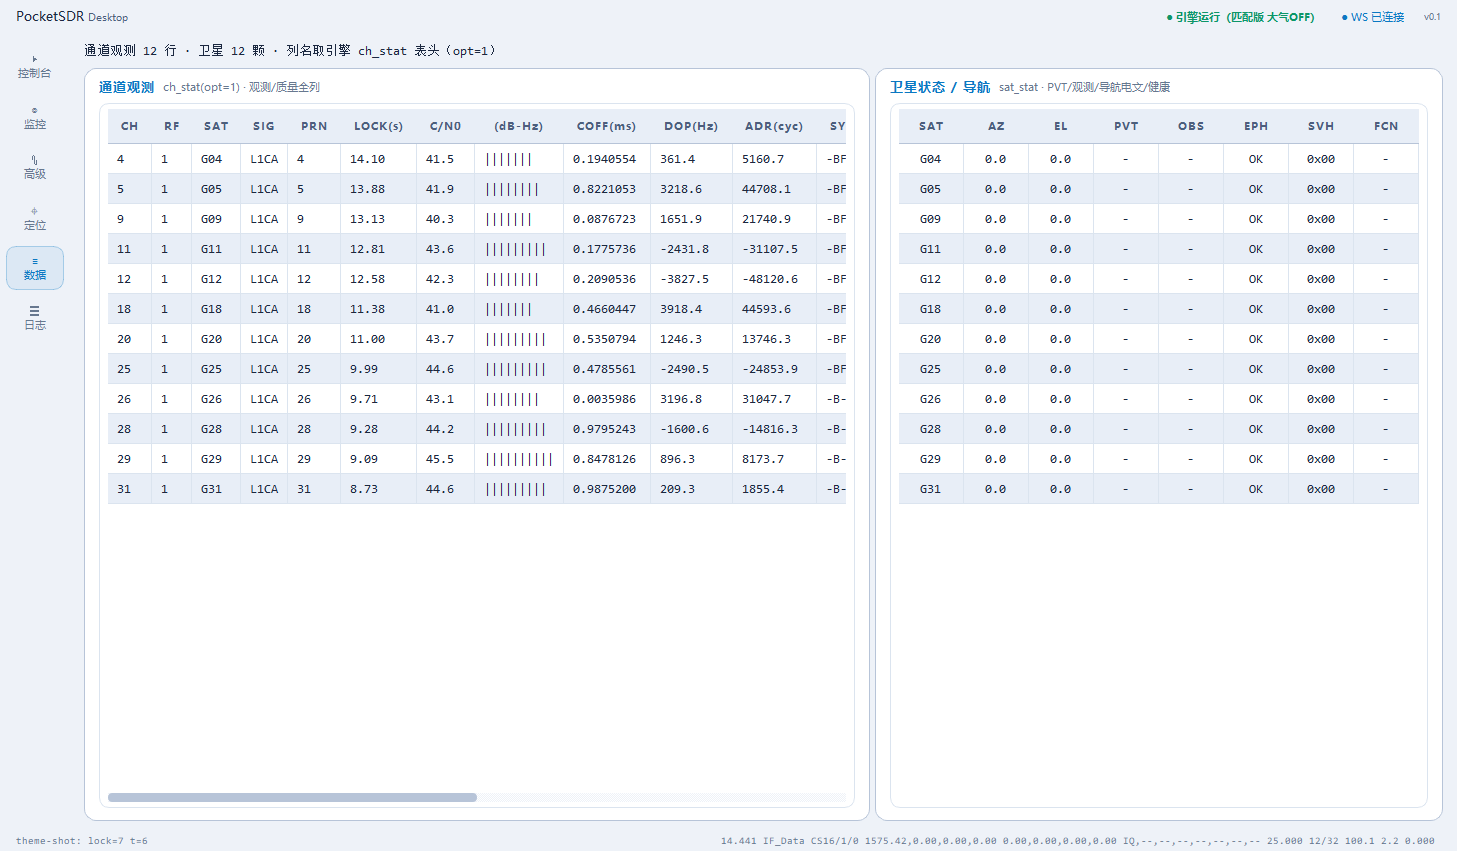 PocketSDR Desktop
● 引擎运行（匹配版 大气OFF） ● WS 已连接 v0.1
控制台
监控
高级
定位
数据
日志
通道观测 12 行 · 卫星 12 颗 · 列名取引擎 ch_stat 表头（opt=1）
通道观测 ch_stat(opt=1) · 观测/质量全列
CH RF SAT SIG PRN LOCK(s) C/N0 (dB-Hz) COFF(ms) DOP(Hz) ADR(cyc) SY
4 1 G04 L1CA 4 14.10 41.5 ||||||| 0.1940554 361.4 5160.7 -BF
5 1 G05 L1CA 5 13.88 41.9 |||||||| 0.8221053 3218.6 44708.1 -BF
9 1 G09 L1CA 9 13.13 40.3 ||||||| 0.0876723 1651.9 21740.9 -BF
11 1 G11 L1CA 11 12.81 43.6 ||||||||| 0.1775736 -2431.8 -31107.5 -BF
12 1 G12 L1CA 12 12.58 42.3 |||||||| 0.2090536 -3827.5 -48120.6 -BF
18 1 G18 L1CA 18 11.38 41.0 ||||||| 0.4660447 3918.4 44593.6 -BF
20 1 G20 L1CA 20 11.00 43.7 ||||||||| 0.5350794 1246.3 13746.3 -BF
25 1 G25 L1CA 25 9.99 44.6 ||||||||| 0.4785561 -2490.5 -24853.9 -BF
26 1 G26 L1CA 26 9.71 43.1 |||||||| 0.0035986 3196.8 31047.7 -B-
28 1 G28 L1CA 28 9.28 44.2 ||||||||| 0.9795243 -1600.6 -14816.3 -B-
29 1 G29 L1CA 29 9.09 45.5 |||||||||| 0.8478126 896.3 8173.7 -B-
31 1 G31 L1CA 31 8.73 44.6 ||||||||| 0.9875200 209.3 1855.4 -B-
卫星状态 / 导航 sat_stat · PVT/观测/导航电文/健康
SAT AZ EL PVT OBS EPH SVH FCN
G04 0.0 0.0 - - OK 0x00 -
G05 0.0 0.0 - - OK 0x00 -
G09 0.0 0.0 - - OK 0x00 -
G11 0.0 0.0 - - OK 0x00 -
G12 0.0 0.0 - - OK 0x00 -
G18 0.0 0.0 - - OK 0x00 -
G20 0.0 0.0 - - OK 0x00 -
G25 0.0 0.0 - - OK 0x00 -
G26 0.0 0.0 - - OK 0x00 -
G28 0.0 0.0 - - OK 0x00 -
G29 0.0 0.0 - - OK 0x00 -
G31 0.0 0.0 - - OK 0x00 -
theme-shot: lock=7 t=6
14.441 IF_Data CS16/1/0 1575.42,0.00,0.00,0.00 0.00,0.00,0.00,0.00 IQ,--,--,--,--,--,--,-- 25.000 12/32 100.1 2.2 0.000